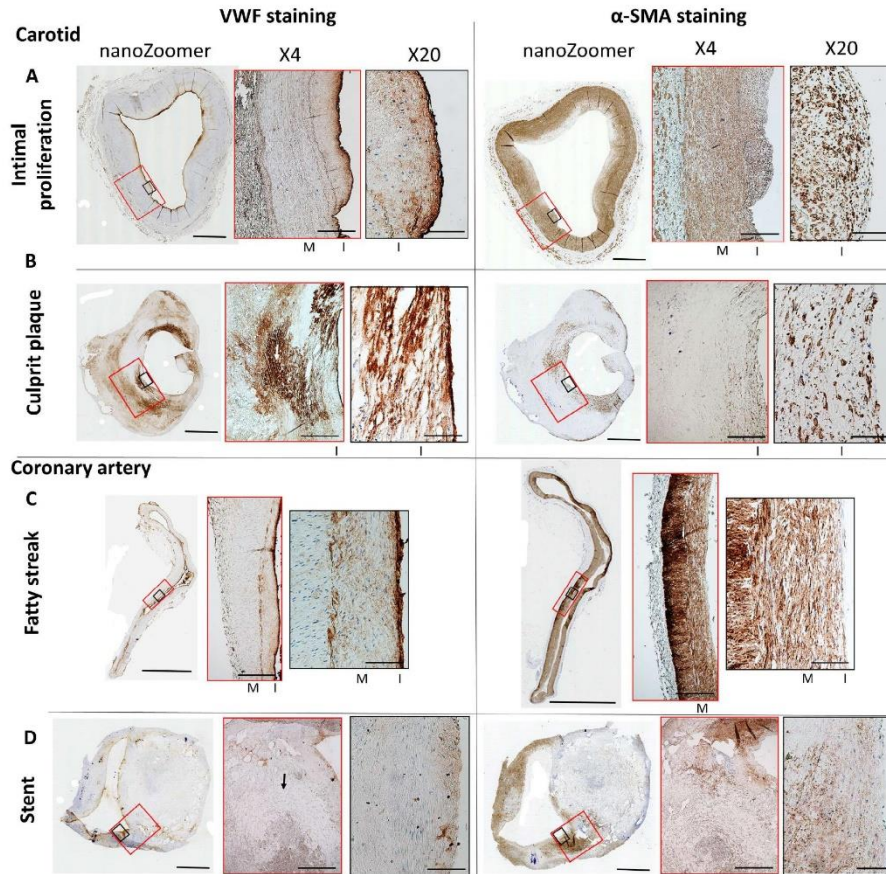 VWF staining
α-SMA staining
Carotid
nanoZoomer X4 X20 nanoZoomer X4 X20
A
Intimal
proliferation
M I I M I I
B
Culprit plaque
I I I I
Coronary artery
C
Fatty streak
M I M I M M I
D
Stent